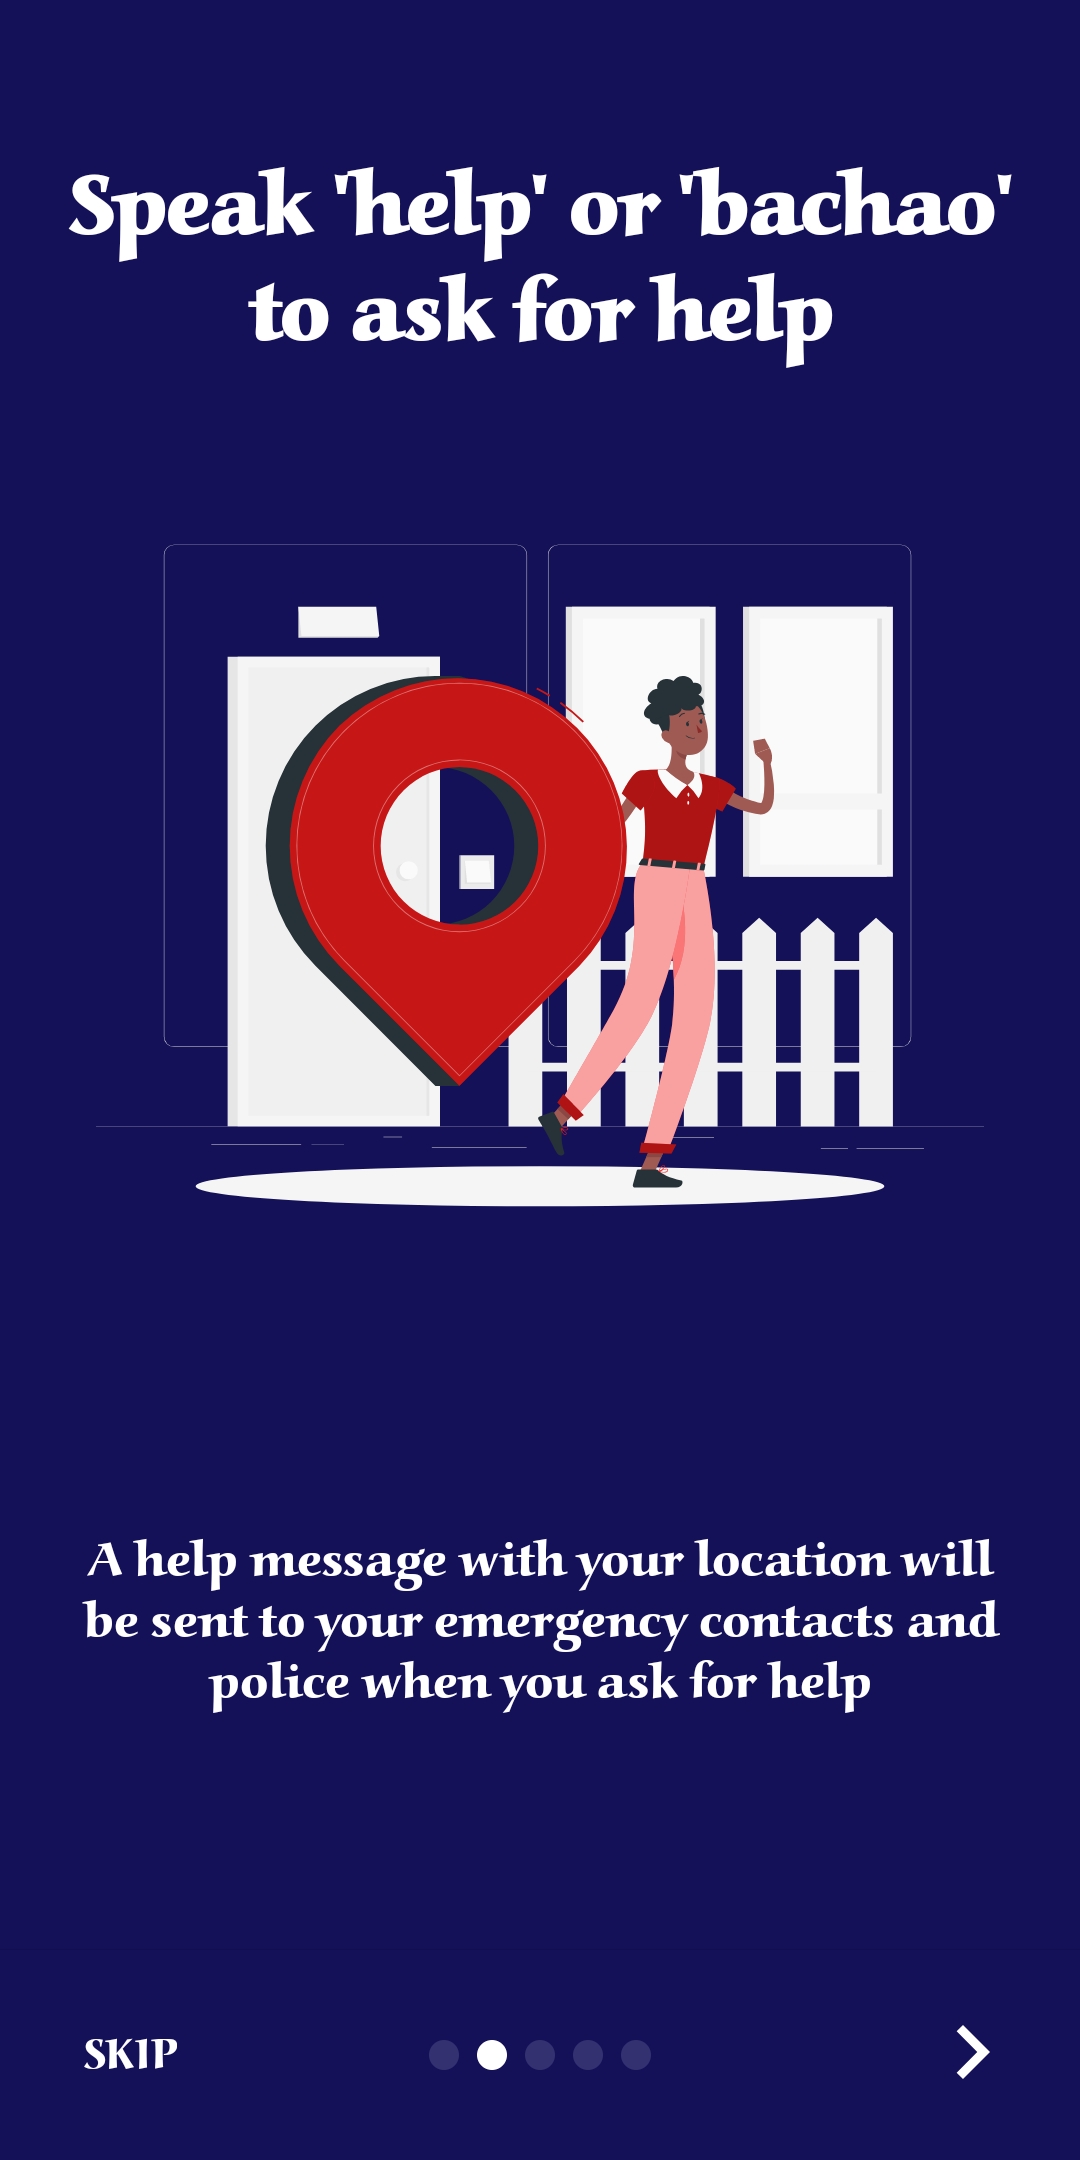 Speak 'help' or 'bachao'
to ask for help
A help message with your location will
be sent to your emergency contacts and
police when you ask for help
SKIP